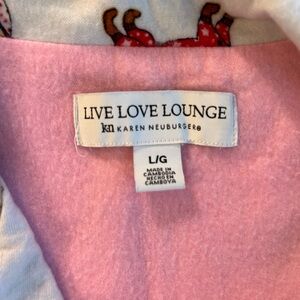 LIVE LOVE LOUNGE
kn KAREN NEUBURGER®
L/G
MADE IN
CAMBODIA
HECHO EN
CAMBOYA